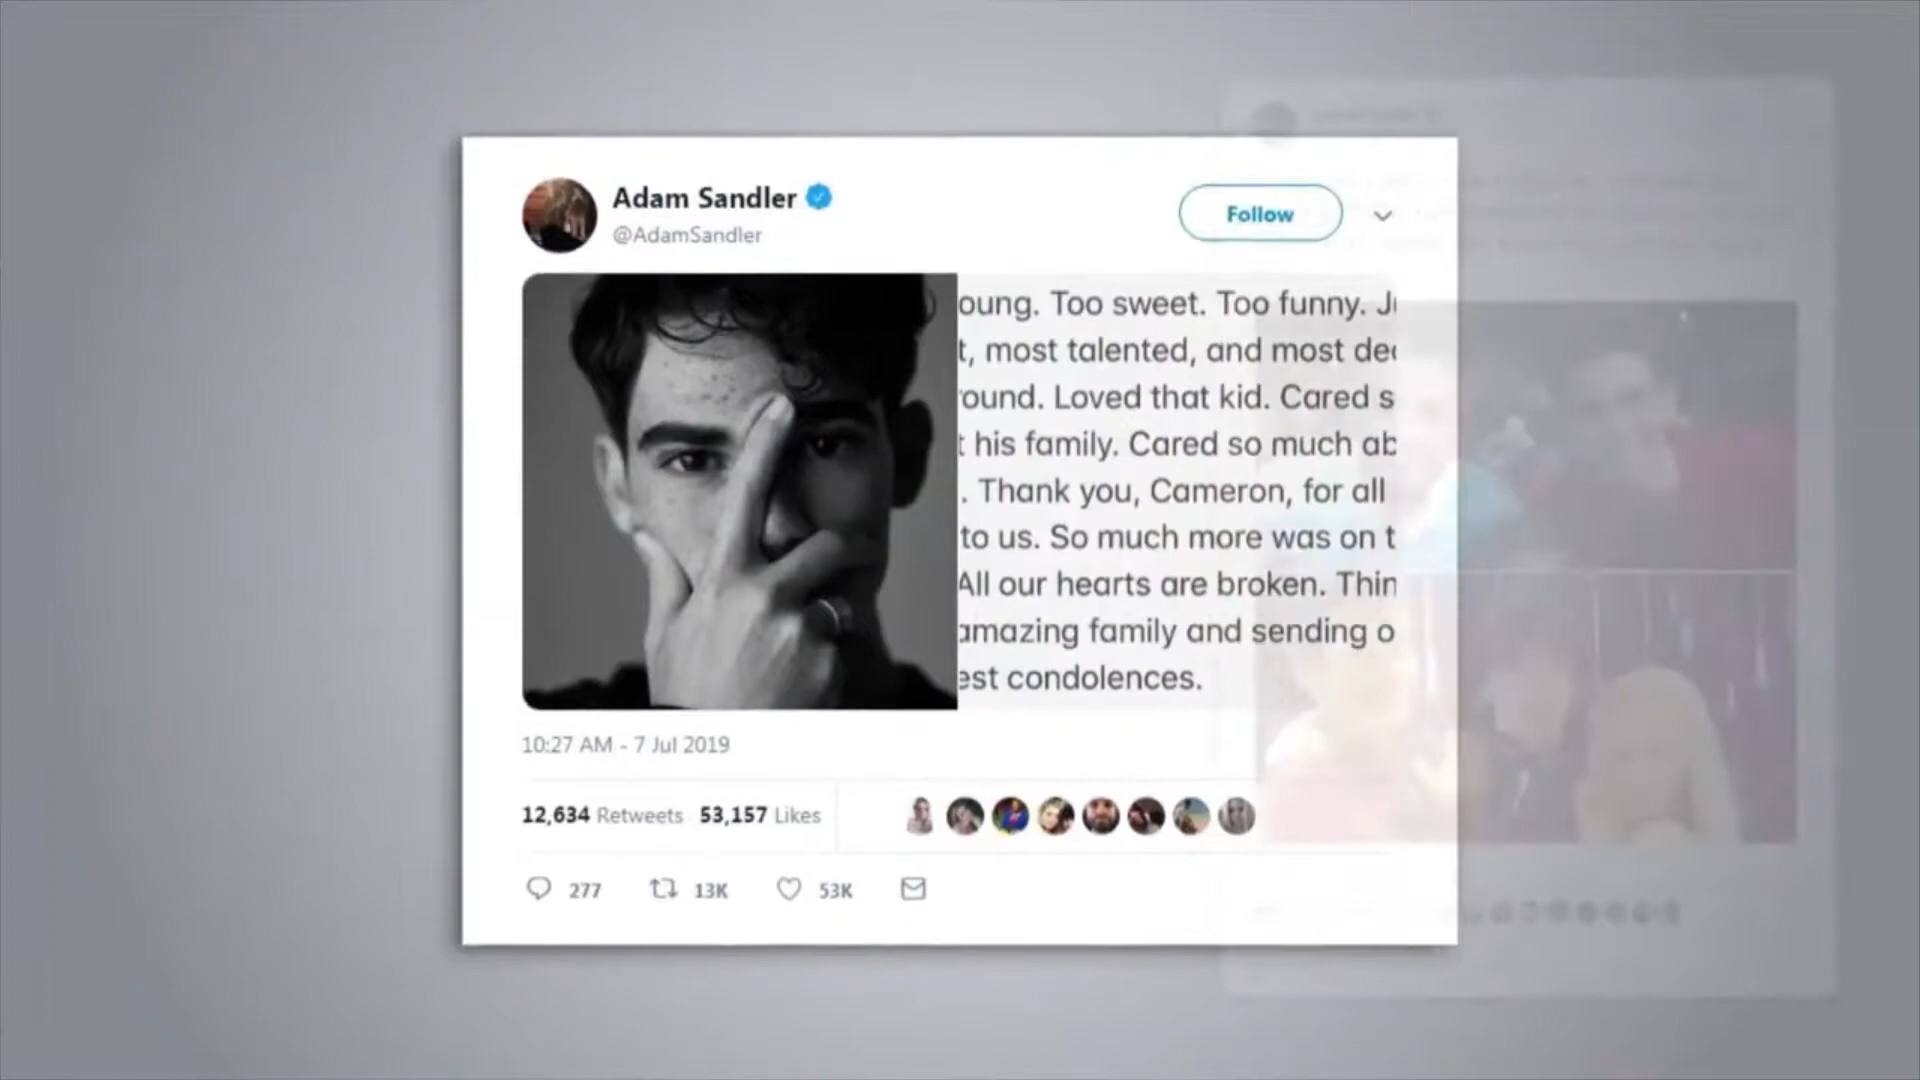 Adam Sandler
@AdamSandler
Follow
oung. Too sweet. Too funny. J
t, most talented, and most dec
ound. Loved that kid. Cared s
t his family. Cared so much ab
. Thank you, Cameron, for all
to us. So much more was on t
All our hearts are broken. Thin
amazing family and sending o
est condolences.
10:27 AM - 7 Jul 2019
12,634 Retweets 53,157 Likes
277 13K 53K